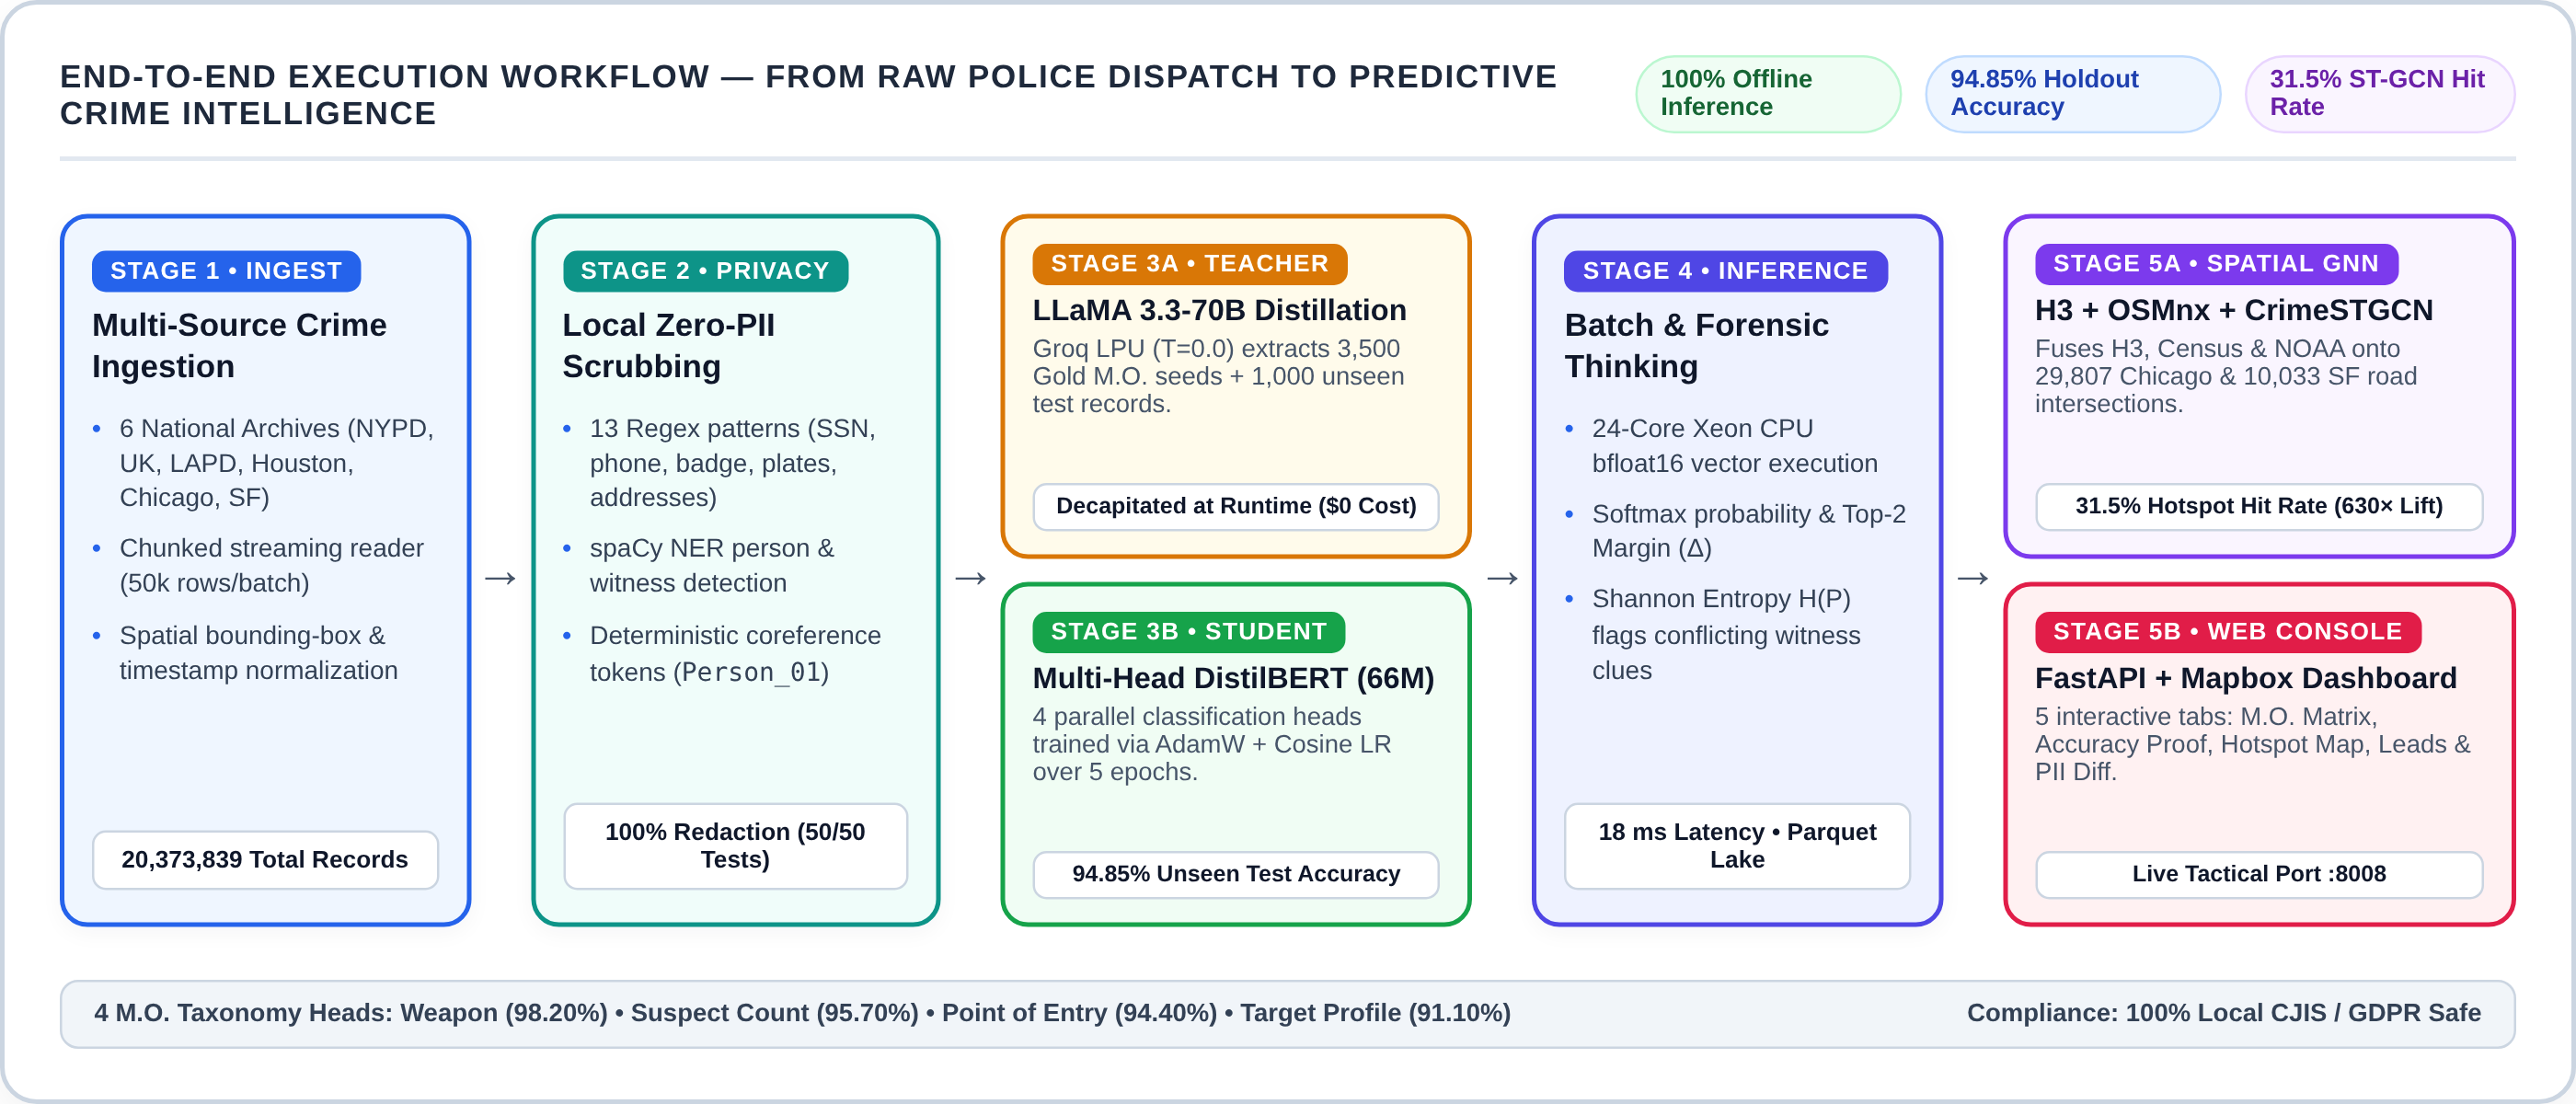 END-TO-END EXECUTION WORKFLOW — FROM RAW POLICE DISPATCH TO PREDICTIVE
CRIME INTELLIGENCE
100% Offline
Inference
94.85% Holdout
Accuracy
31.5% ST-GCN Hit
Rate
STAGE 1 • INGEST
Multi-Source Crime
Ingestion
• 6 National Archives (NYPD,
UK, LAPD, Houston,
Chicago, SF)
• Chunked streaming reader
(50k rows/batch)
• Spatial bounding-box &
timestamp normalization
20,373,839 Total Records
→
STAGE 2 • PRIVACY
Local Zero-PII
Scrubbing
• 13 Regex patterns (SSN,
phone, badge, plates,
addresses)
• spaCy NER person &
witness detection
• Deterministic coreference
tokens (Person_01)
100% Redaction (50/50
Tests)
→
STAGE 3A • TEACHER
LLaMA 3.3-70B Distillation
Groq LPU (T=0.0) extracts 3,500
Gold M.O. seeds + 1,000 unseen
test records.
Decapitated at Runtime ($0 Cost)
STAGE 3B • STUDENT
Multi-Head DistilBERT (66M)
4 parallel classification heads
trained via AdamW + Cosine LR
over 5 epochs.
94.85% Unseen Test Accuracy
→
STAGE 4 • INFERENCE
Batch & Forensic
Thinking
• 24-Core Xeon CPU
bfloat16 vector execution
• Softmax probability & Top-2
Margin (Δ)
• Shannon Entropy H(P)
flags conflicting witness
clues
18 ms Latency • Parquet
Lake
→
STAGE 5A • SPATIAL GNN
H3 + OSMnx + CrimeSTGCN
Fuses H3, Census & NOAA onto
29,807 Chicago & 10,033 SF road
intersections.
31.5% Hotspot Hit Rate (630× Lift)
STAGE 5B • WEB CONSOLE
FastAPI + Mapbox Dashboard
5 interactive tabs: M.O. Matrix,
Accuracy Proof, Hotspot Map, Leads &
PII Diff.
Live Tactical Port :8008
4 M.O. Taxonomy Heads: Weapon (98.20%) • Suspect Count (95.70%) • Point of Entry (94.40%) • Target Profile (91.10%)
Compliance: 100% Local CJIS / GDPR Safe